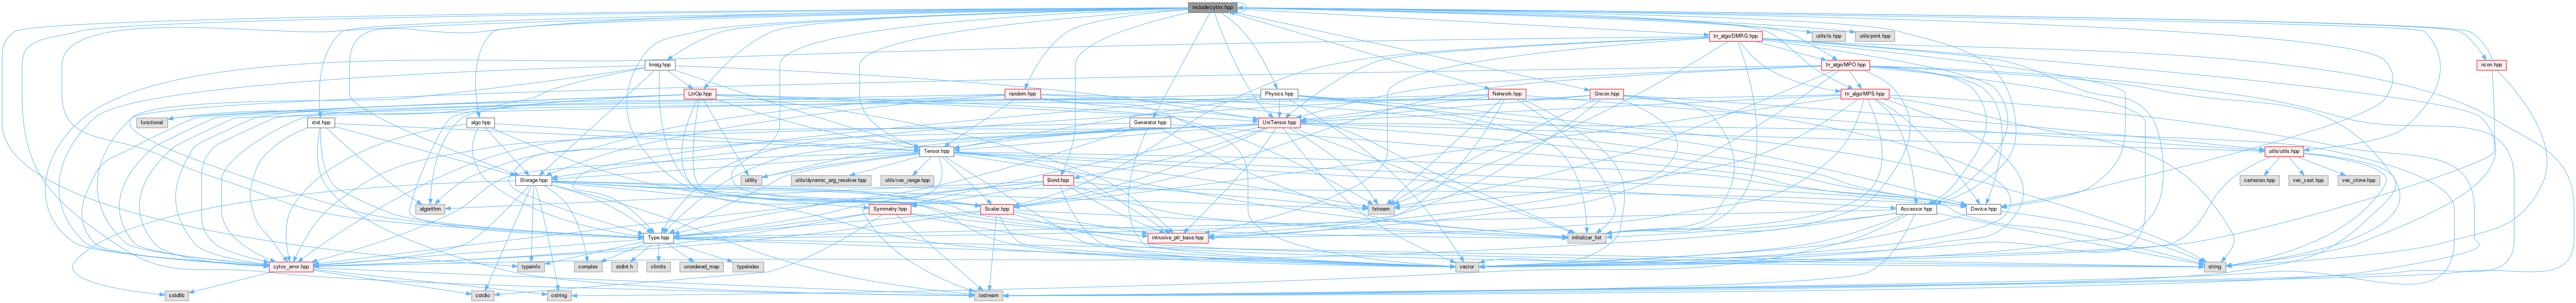 include/cytnx.hpp
tn_algo/DMRG.hpp
utils/is.hpp
utils/print.hpp
linalg.hpp
tn_algo/MPO.hpp
ncon.hpp
LinOp.hpp
random.hpp
Physics.hpp
Network.hpp
Gncon.hpp
tn_algo/MPS.hpp
functional
stat.hpp
algo.hpp
Generator.hpp
UniTensor.hpp
Tensor.hpp
utils/utils.hpp
Storage.hpp
utility
utils/dynamic_arg_resolver.hpp
utils/vec_range.hpp
Bond.hpp
cartesian.hpp
vec_cast.hpp
vec_clone.hpp
algorithm
Symmetry.hpp
Scalar.hpp
fstream
Accessor.hpp
Device.hpp
Type.hpp
intrusive_ptr_base.hpp
initializer_list
cytnx_error.hpp
typeinfo
complex
stdint.h
climits
unordered_map
typeindex
vector
string
cstdlib
cstdio
cstring
iostream